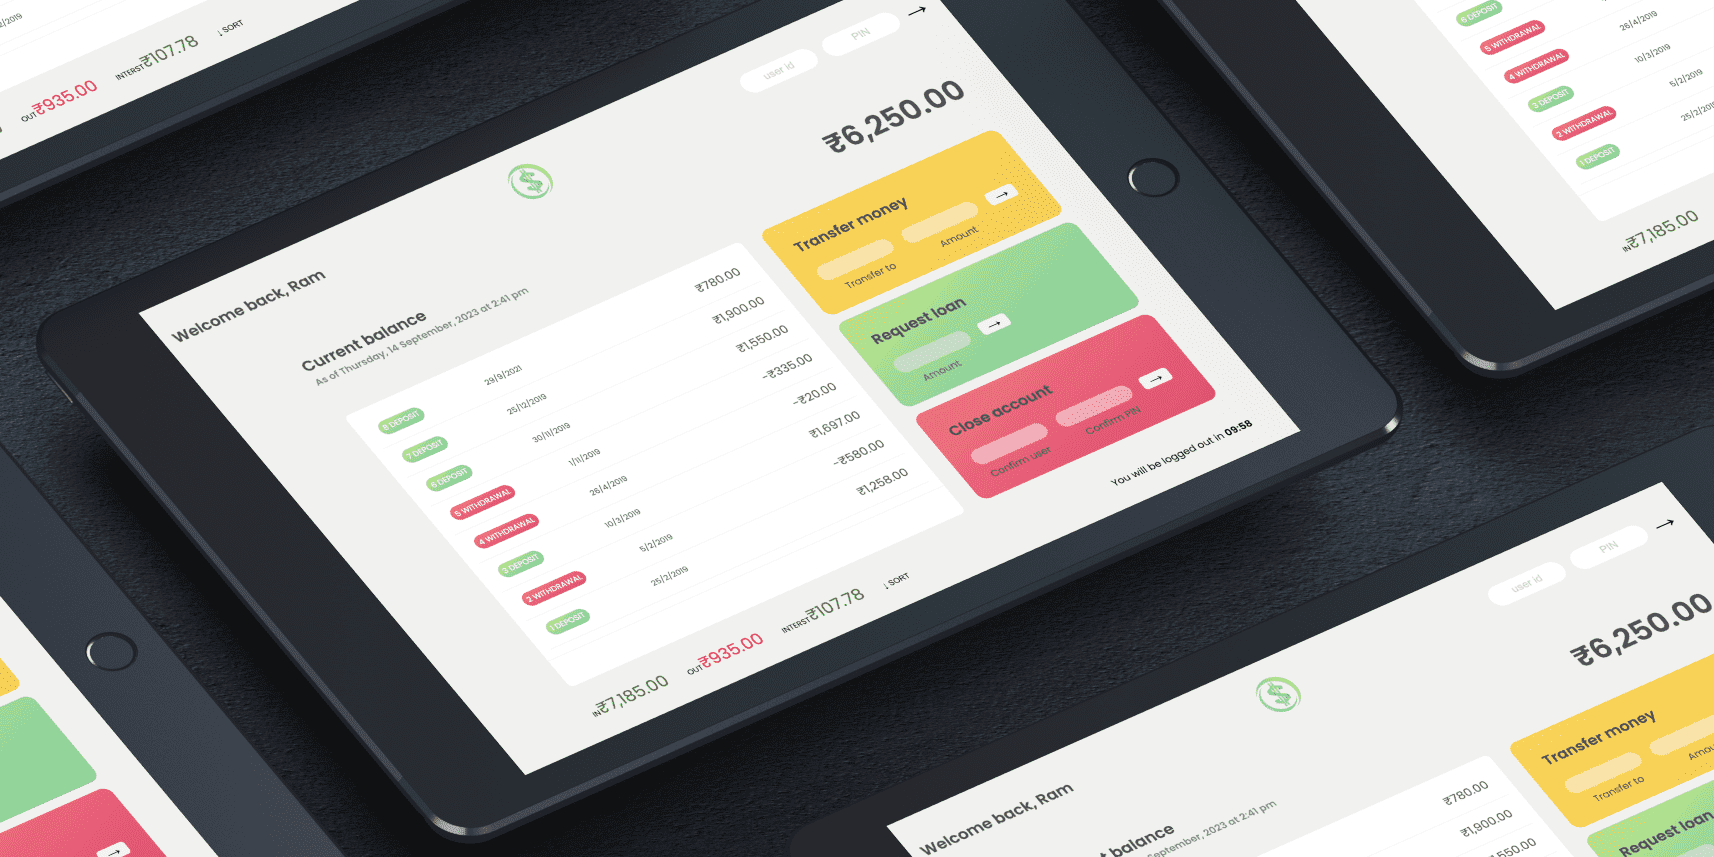 2/2019
OUT ₹935.00
INTERST ₹107.78
↓ SORT
user id
PIN
→
₹6,250.00
Welcome back, Ram
Current balance
As of Thursday, 14 September, 2023 at 2:41 pm
8 DEPOSIT 29/9/2021 ₹780.00
7 DEPOSIT 25/12/2019 ₹1,900.00
6 DEPOSIT 30/11/2019 ₹1,550.00
5 WITHDRAWAL 1/11/2019 -₹335.00
4 WITHDRAWAL 26/4/2019 -₹20.00
3 DEPOSIT 10/3/2019 ₹1,697.00
2 WITHDRAWAL 5/2/2019 -₹580.00
1 DEPOSIT 25/2/2019 ₹1,258.00
Transfer money
→
Transfer to
Amount
Request loan
→
Amount
Close account
→
Confirm user
Confirm PIN
You will be logged out in 09:58
IN ₹7,185.00
OUT ₹935.00
INTERST ₹107.78
↓ SORT
6 DEPOSIT
5 WITHDRAWAL
4 WITHDRAWAL 26/4/2019
3 DEPOSIT 10/3/2019
2 WITHDRAWAL 5/2/2019
1 DEPOSIT 25/2/201
IN ₹7,185.00
→
user id
PIN
→
₹6,250.00
Welcome back, Ram
t balance
September, 2023 at 2:41 pm
₹780.00
₹1,900.00
550.00
Transfer money
Transfer to
Amou
Request loan